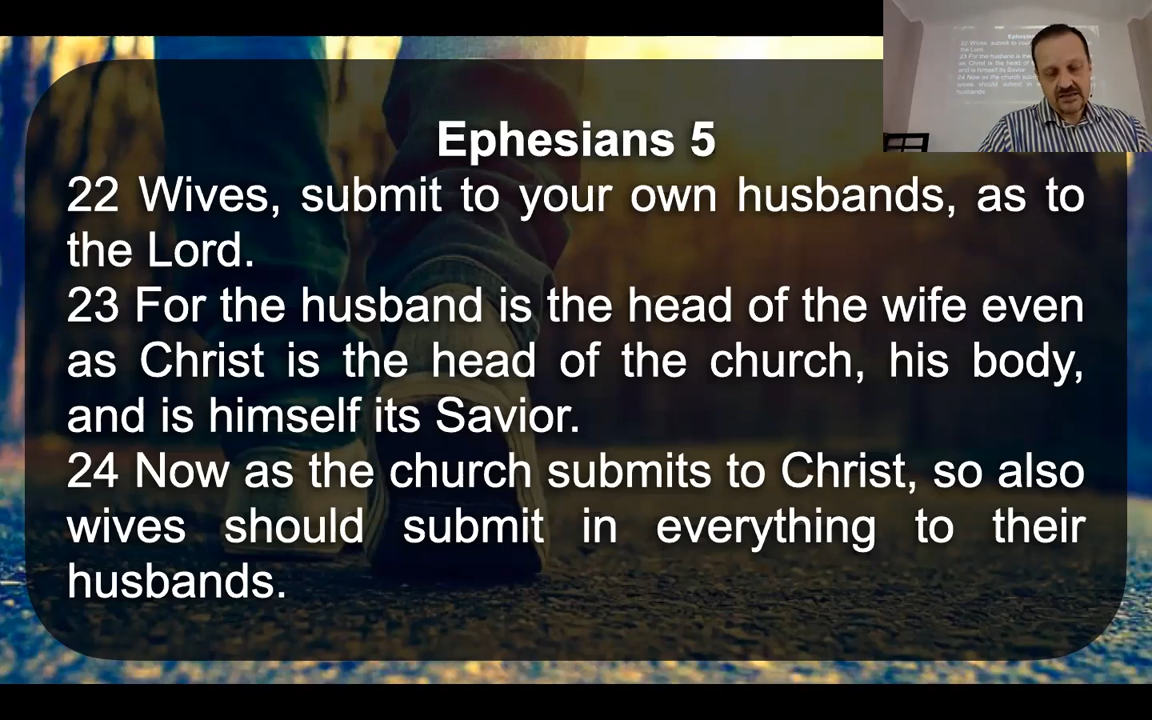 Ephesians 5
22 Wives, submit to your own husbands, as to
the Lord.
23 For the husband is the head of the wife even
as Christ is the head of the church, his body,
and is himself its Savior.
24 Now as the church submits to Christ, so also
wives should submit in everything to their
husbands.